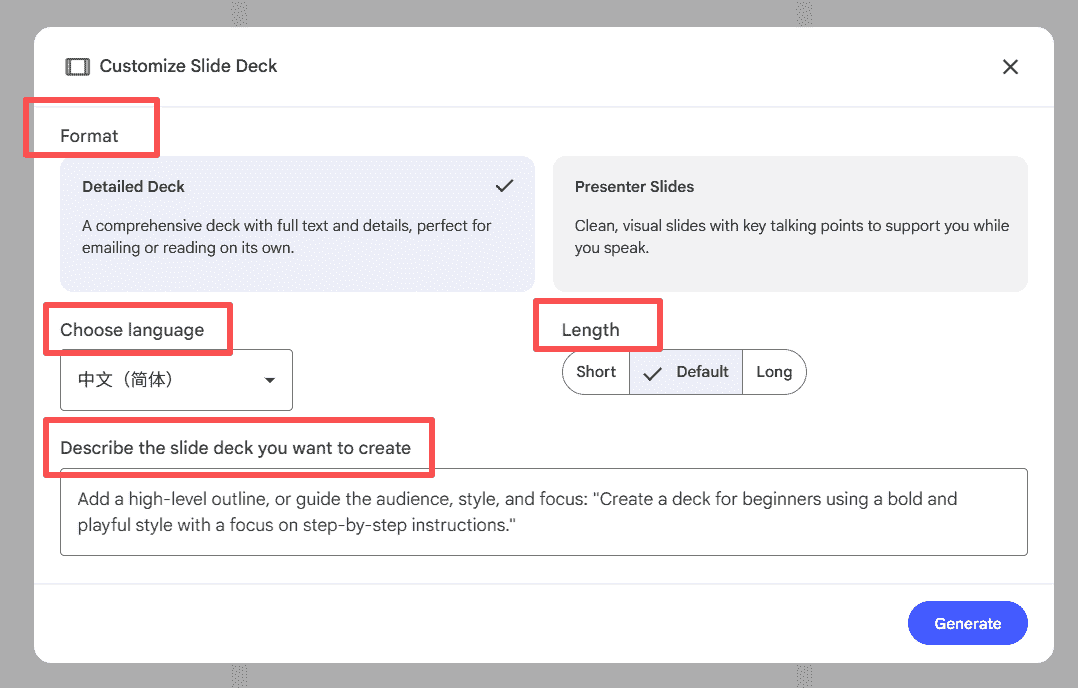 Customize Slide Deck
Format
Detailed Deck
A comprehensive deck with full text and details, perfect for
emailing or reading on its own.
Presenter Slides
Clean, visual slides with key talking points to support you while
you speak.
Choose language
中文（简体）
Length
Short
Default
Long
Describe the slide deck you want to create
Add a high-level outline, or guide the audience, style, and focus: "Create a deck for beginners using a bold and
playful style with a focus on step-by-step instructions."
Generate